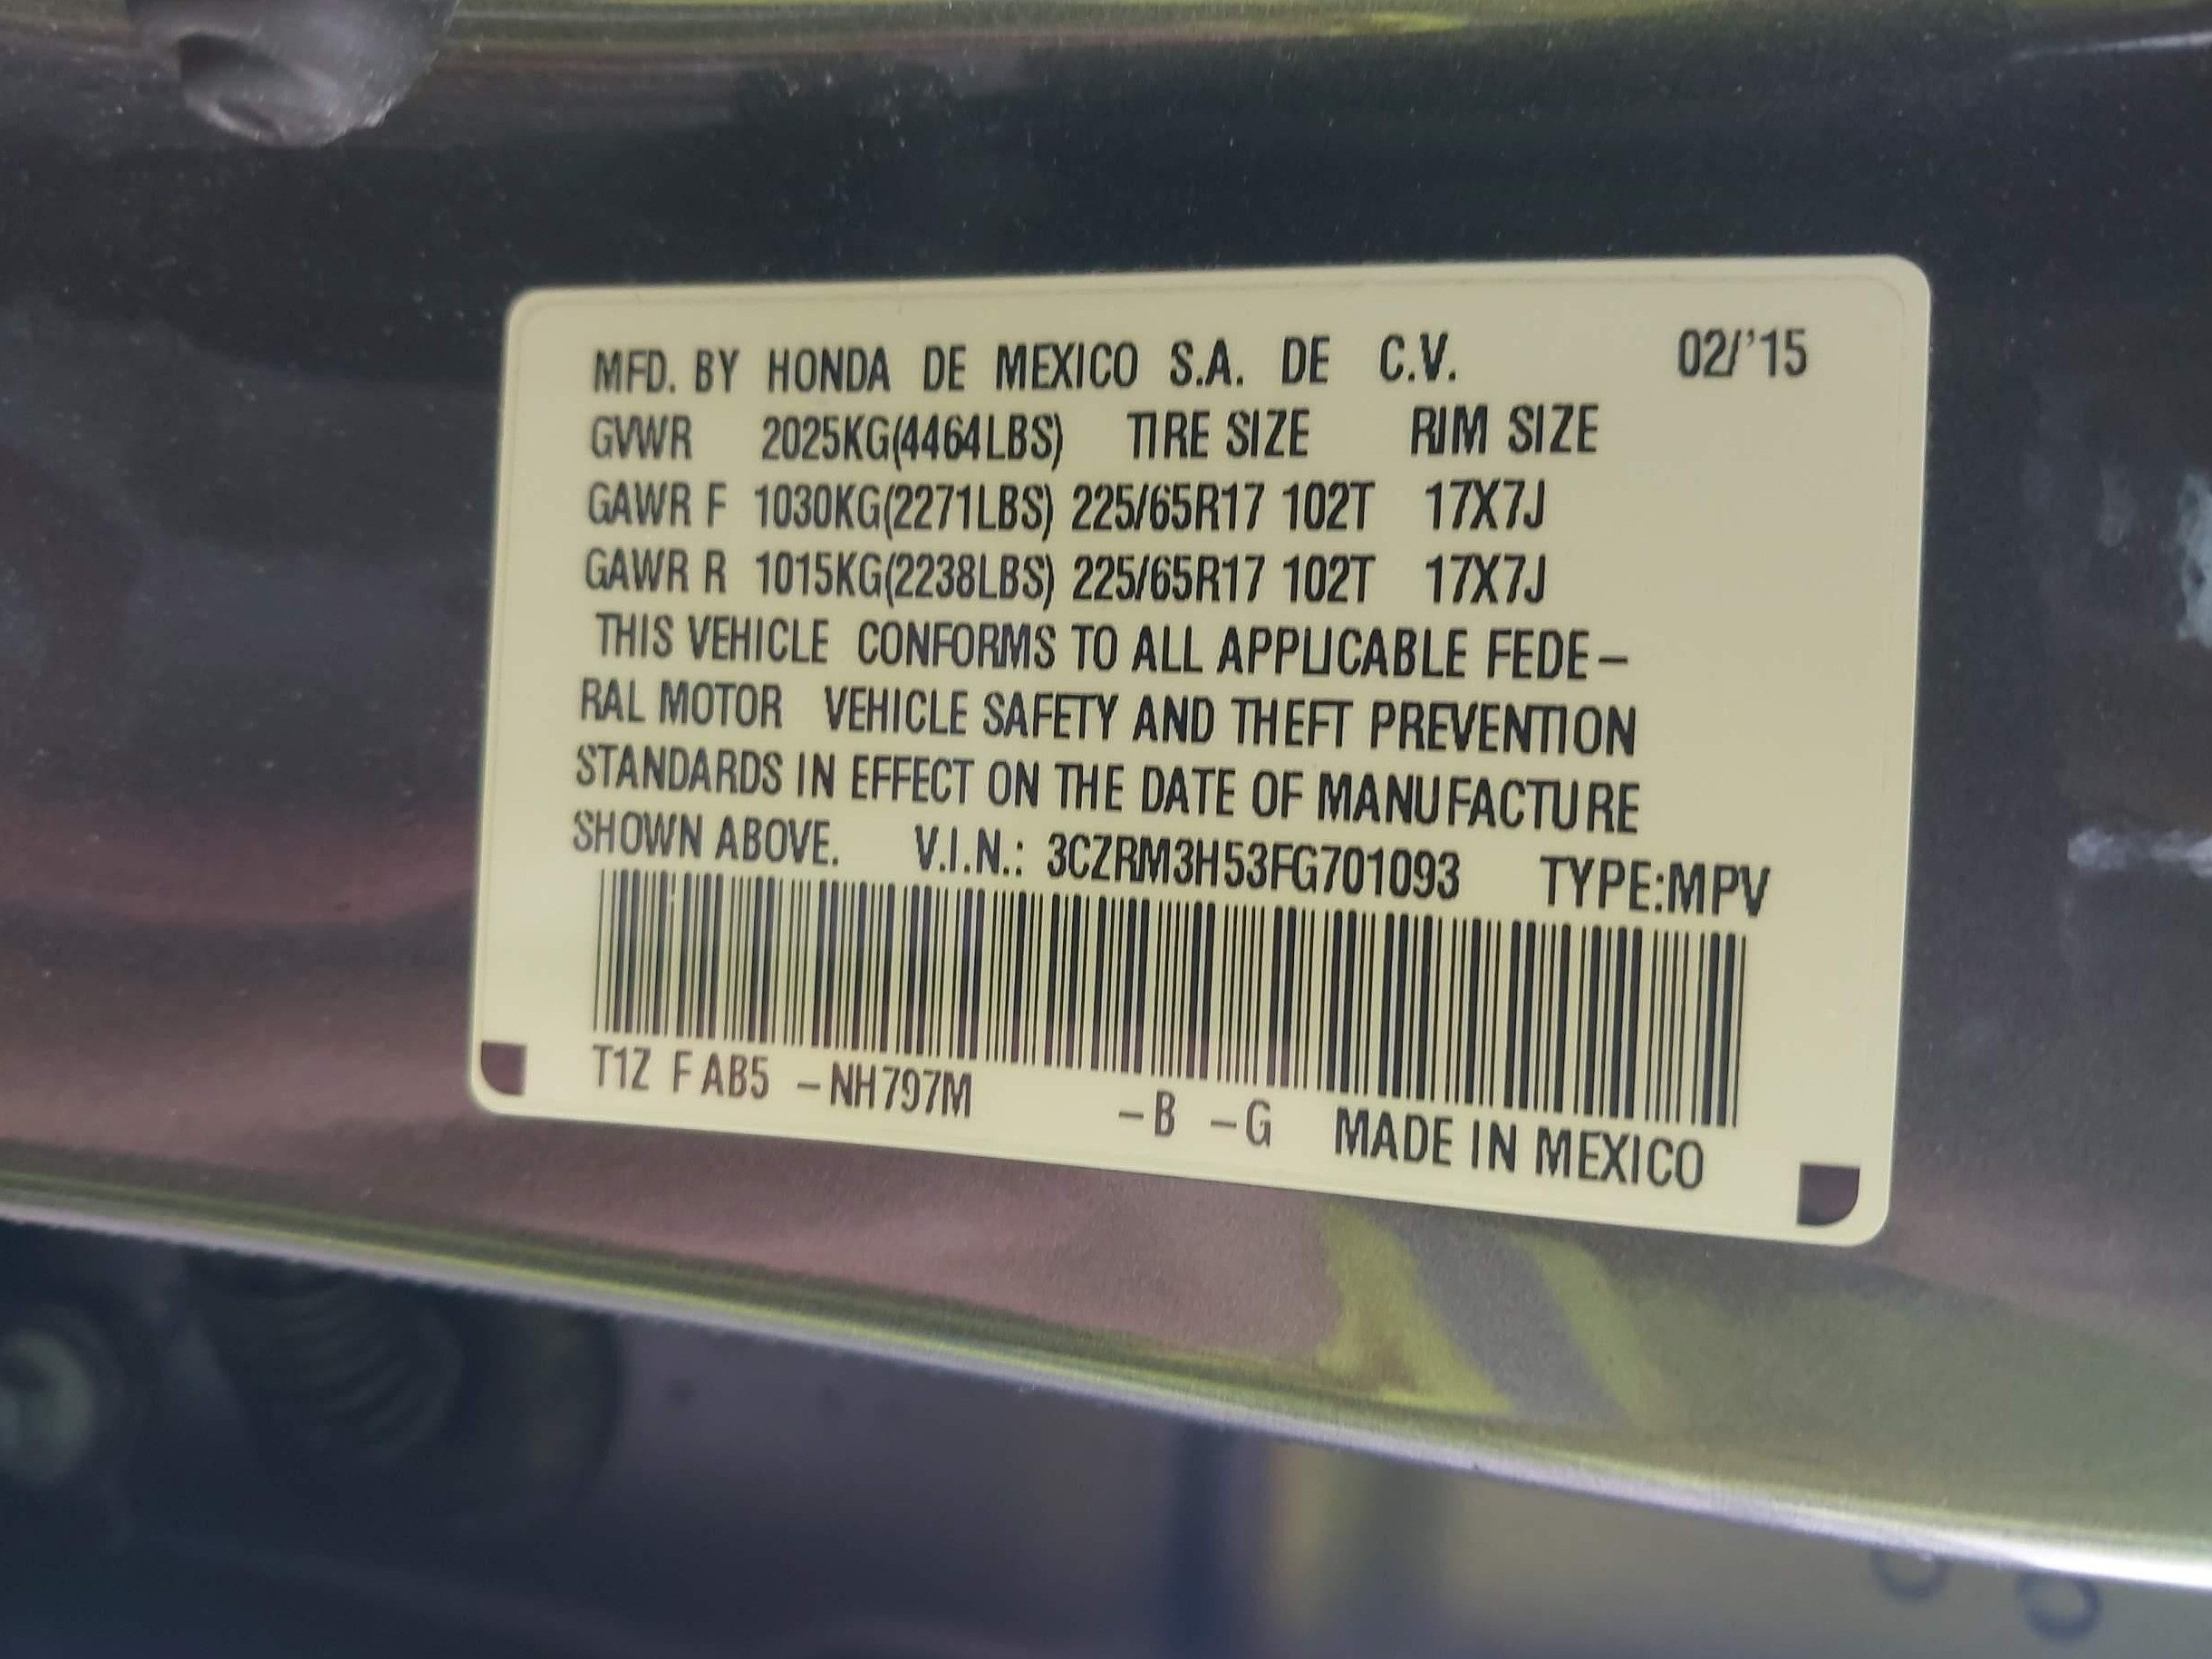 MFD. BY HONDA DE MEXICO S.A. DE C.V. 02/'15
GVWR 2025KG(4464LBS) TIRE SIZE RIM SIZE
GAWR F 1030KG(2271LBS) 225/65R17 102T 17X7J
GAWR R 1015KG(2238LBS) 225/65R17 102T 17X7J
THIS VEHICLE CONFORMS TO ALL APPLICABLE FEDE-
RAL MOTOR VEHICLE SAFETY AND THEFT PREVENTION
STANDARDS IN EFFECT ON THE DATE OF MANUFACTURE
SHOWN ABOVE. V.I.N.: 3CZRM3H53FG701093 TYPE:MPV
T1Z F AB5 -NH797M -B -G MADE IN MEXICO